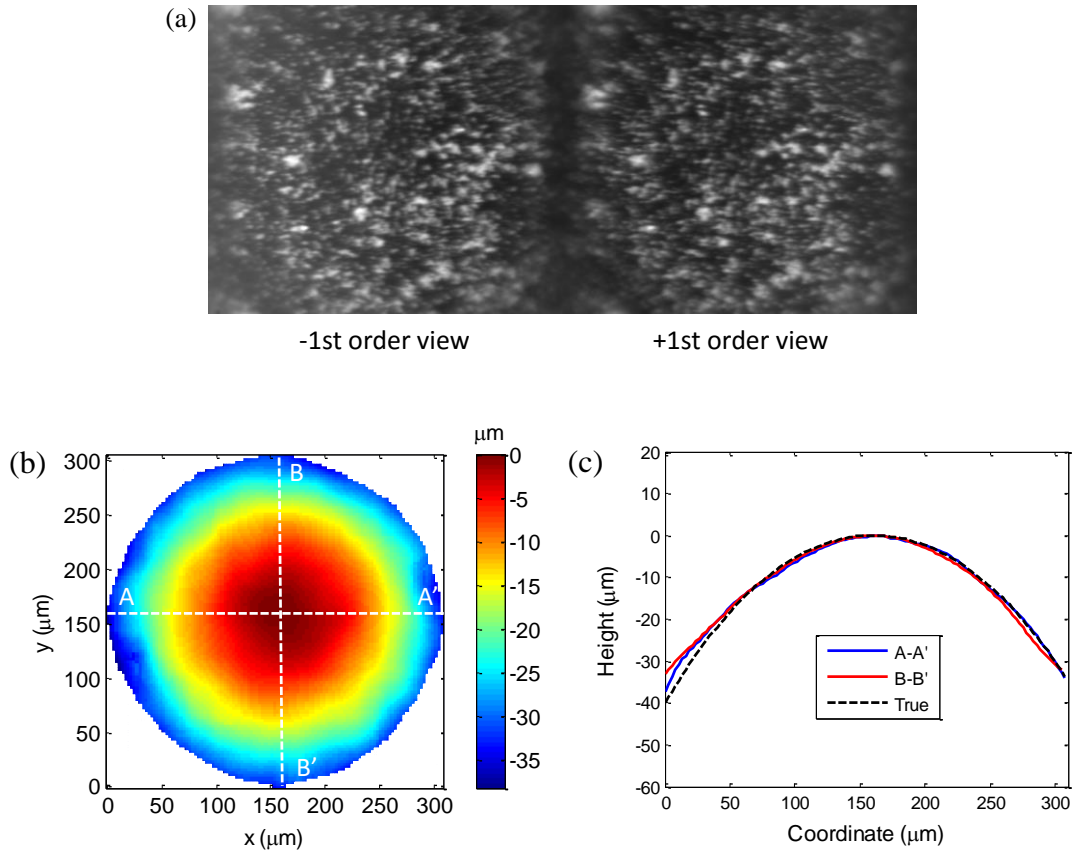 (a)
-1st order view +1st order view
(b)
μm
300
250
200
150
100
50
0
y (μm)
0 50 100 150 200 250 300
x (μm)
A
A'
B
B'
0
-5
-10
-15
-20
-25
-30
-35
(c)
20
10
0
-10
-20
-30
-40
-50
-60
Height (μm)
0 50 100 150 200 250 300
Coordinate (μm)
A-A'
B-B'
True